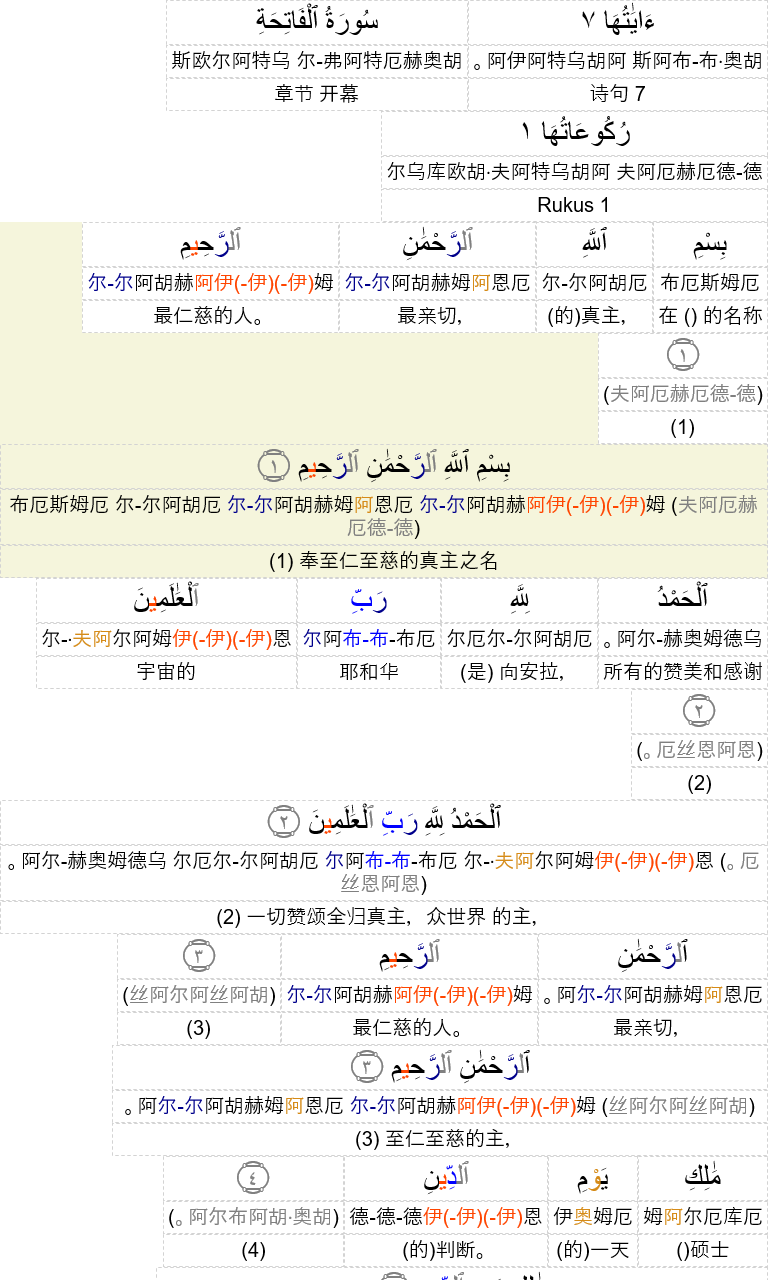 سُورَةُ ٱلْفَاتِحَةِ ءَايَٰتُهَا ٧
斯欧尔阿特乌 尔-弗阿特厄赫奥胡 。阿伊阿特乌胡阿 斯阿布-布·奥胡
章节 开幕 诗句 7
رُكُوعَاتُهَا ١
尔乌库欧胡·夫阿特乌胡阿 夫阿厄赫厄德-德
Rukus 1
بِسْمِ ٱللَّهِ ٱلرَّحْمَٰنِ ٱلرَّحِيمِ
布厄斯姆厄 尔-尔阿胡厄 尔-尔阿胡赫姆阿恩厄 尔-尔阿胡赫阿伊(-伊)(-伊)姆
在 () 的名称 (的)真主, 最亲切, 最仁慈的人。
١
(夫阿厄赫厄德-德)
(1)
بِسْمِ ٱللَّهِ ٱلرَّحْمَٰنِ ٱلرَّحِيمِ ١
布厄斯姆厄 尔-尔阿胡厄 尔-尔阿胡赫姆阿恩厄 尔-尔阿胡赫阿伊(-伊)(-伊)姆 (夫阿厄赫
厄德-德)
(1) 奉至仁至慈的真主之名
ٱلْحَمْدُ لِلَّهِ رَبِّ ٱلْعَٰلَمِينَ
。阿尔-赫奥姆德乌 尔厄尔-尔阿胡厄 尔阿布-布-布厄 尔-·夫阿尔阿姆伊(-伊)(-伊)恩
所有的赞美和感谢 (是) 向安拉, 耶和华 宇宙的
٢
(。厄丝恩阿恩)
(2)
ٱلْحَمْدُ لِلَّهِ رَبِّ ٱلْعَٰلَمِينَ ٢
。阿尔-赫奥姆德乌 尔厄尔-尔阿胡厄 尔阿布-布-布厄 尔-·夫阿尔阿姆伊(-伊)(-伊)恩 (。厄
丝恩阿恩)
(2) 一切赞颂全归真主，众世界 的主,
ٱلرَّحْمَٰنِ ٱلرَّحِيمِ ٣
。阿尔-尔阿胡赫姆阿恩厄 尔-尔阿胡赫阿伊(-伊)(-伊)姆 (丝阿尔阿丝阿胡)
最亲切, 最仁慈的人。 (3)
ٱلرَّحْمَٰنِ ٱلرَّحِيمِ ٣
。阿尔-尔阿胡赫姆阿恩厄 尔-尔阿胡赫阿伊(-伊)(-伊)姆 (丝阿尔阿丝阿胡)
(3) 至仁至慈的主,
مَٰلِكِ يَوْمِ ٱلدِّينِ ٤
姆阿尔厄库厄 伊奥姆厄 德-德-德伊(-伊)(-伊)恩 (。阿尔布阿胡·奥胡)
()硕士 (的)一天 (的)判断。 (4)